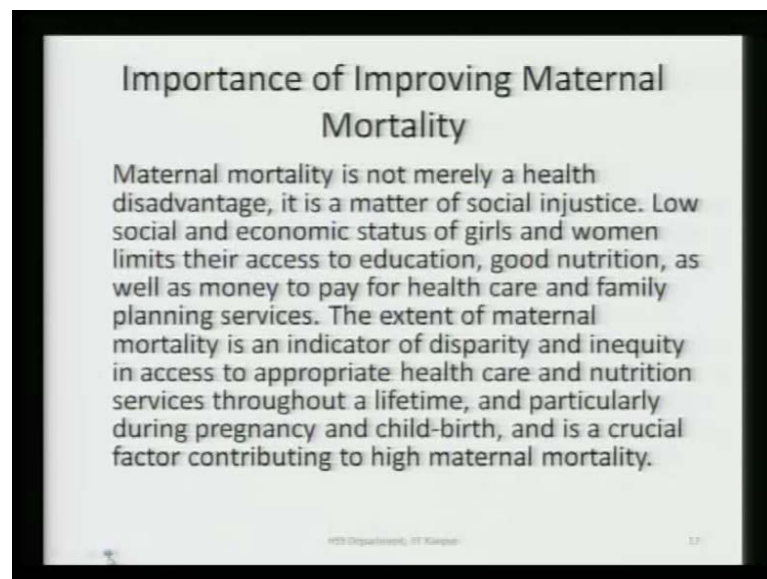 Importance of Improving Maternal
Mortality
Maternal mortality is not merely a health
disadvantage, it is a matter of social injustice. Low
social and economic status of girls and women
limits their access to education, good nutrition, as
well as money to pay for health care and family
planning services. The extent of maternal
mortality is an indicator of disparity and inequity
in access to appropriate health care and nutrition
services throughout a lifetime, and particularly
during pregnancy and child-birth, and is a crucial
factor contributing to high maternal mortality.
HSS Department, IIT Kanpur